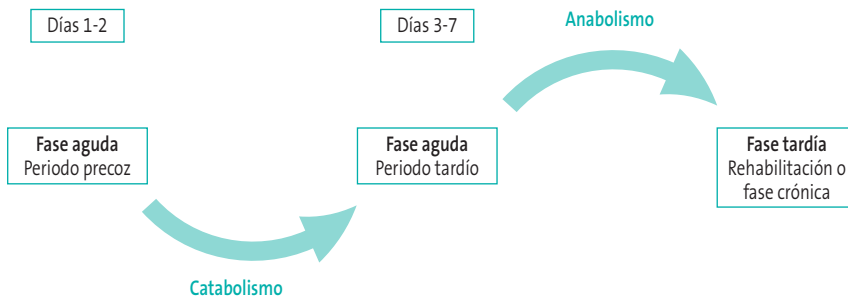 Días 1-2
Días 3-7
Anabolismo
Fase aguda
Periodo precoz
Fase aguda
Periodo tardío
Fase tardía
Rehabilitación o
fase crónica
Catabolismo